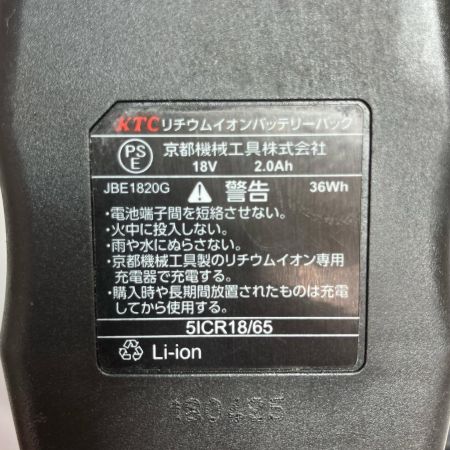 KTC リチウムイオンバッテリーパック
PS
E
京都機械工具株式会社
18V 2.0Ah
JBE1820G 警告 36Wh
・電池端子間を短絡させない。
・火中に投入しない。
・雨や水にぬらさない。
・京都機械工具製のリチウムイオン専用
充電器で充電する。
・購入時や長期間放置されたものは充電
してから使用する。
5ICR18/65
Li-ion